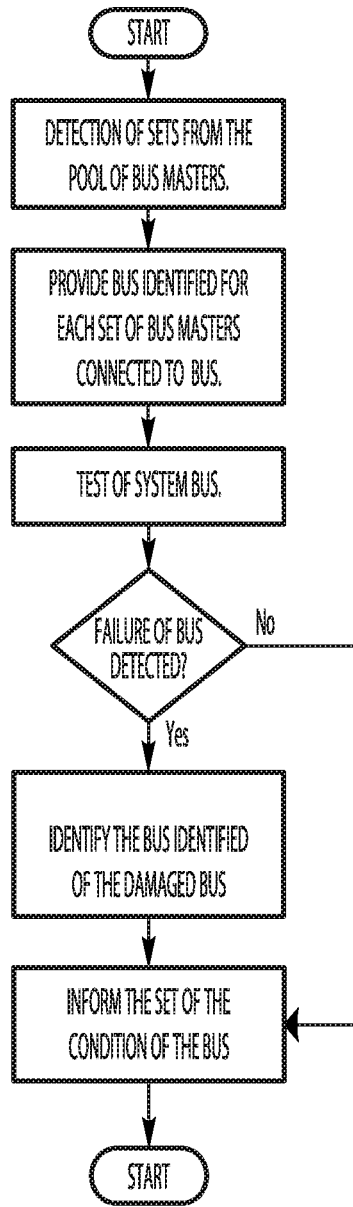 START
DETECTION OF SETS FROM THE
POOL OF BUS MASTERS.
PROVIDE BUS IDENTIFIED FOR
EACH SET OF BUS MASTERS
CONNECTED TO BUS.
TEST OF SYSTEM BUS.
FAILURE OF BUS
DETECTED?
No
Yes
IDENTIFY THE BUS IDENTIFIED
OF THE DAMAGED BUS
INFORM THE SET OF THE
CONDITION OF THE BUS
START